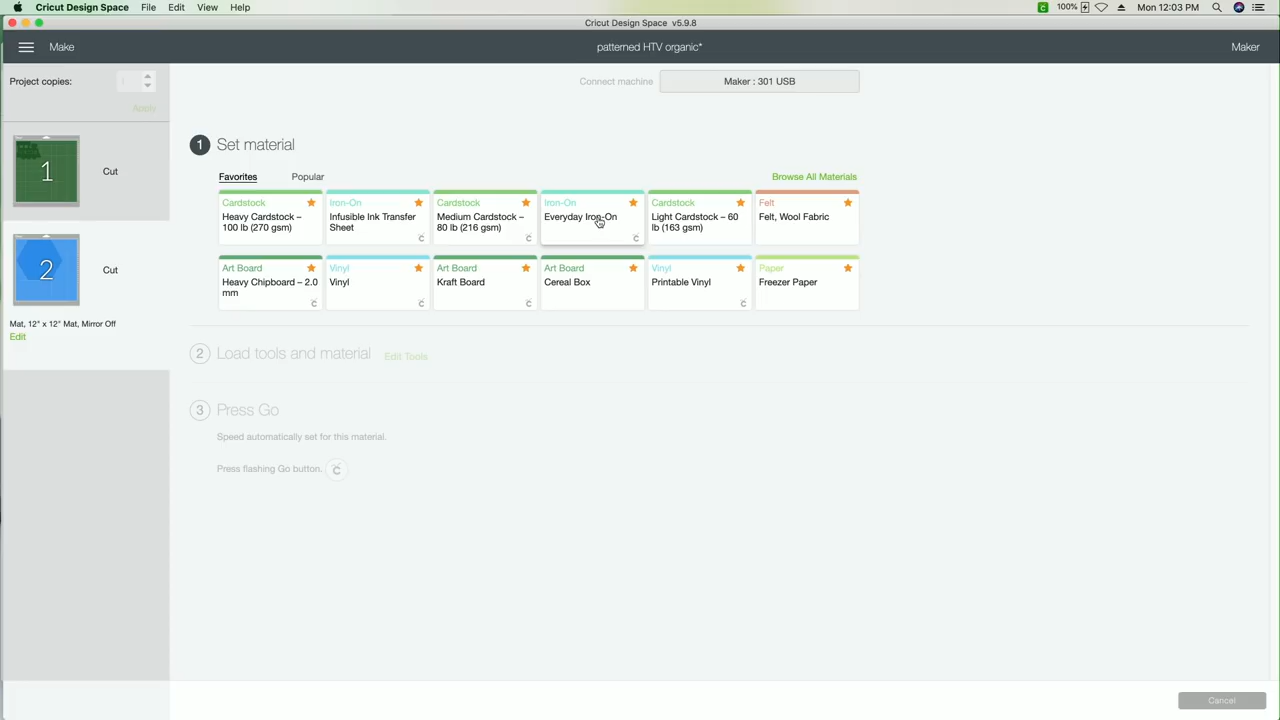 Cricut Design Space File Edit View Help 100% Mon 12:03 PM
Cricut Design Space v5.9.8
Make patterned HTV organic* Maker
Project copies:
Apply
1 Cut
2 Cut
Mat, 12" x 12" Mat, Mirror Off
Edit
Connect machine Maker : 301 USB
1 Set material
Favorites Popular Browse All Materials
Cardstock
Heavy Cardstock –
100 lb (270 gsm)
Iron-On
Infusible Ink Transfer
Sheet
Cardstock
Medium Cardstock –
80 lb (216 gsm)
Iron-On
Everyday Iron-On
Cardstock
Light Cardstock – 60
lb (163 gsm)
Felt
Felt, Wool Fabric
Art Board
Heavy Chipboard – 2.0
mm
Vinyl
Vinyl
Art Board
Kraft Board
Art Board
Cereal Box
Vinyl
Printable Vinyl
Paper
Freezer Paper
2 Load tools and material Edit Tools
3 Press Go
Speed automatically set for this material.
Press flashing Go button.
Cancel